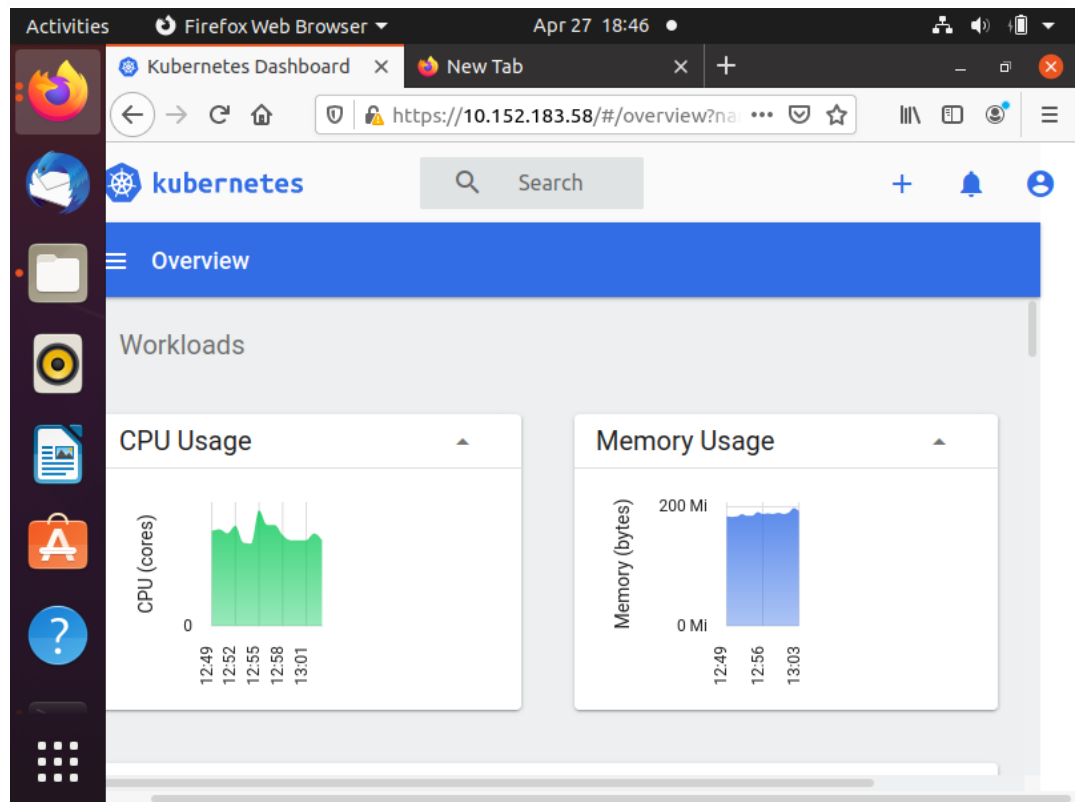 Activities Firefox Web Browser Apr 27 18:46
Kubernetes Dashboard New Tab
https://10.152.183.58/#/overview?na
kubernetes Search
Overview
Workloads
CPU Usage
CPU (cores)
0
12:49
12:52
12:55
12:58
13:01
Memory Usage
Memory (bytes)
200 Mi
0 Mi
12:49
12:56
13:03